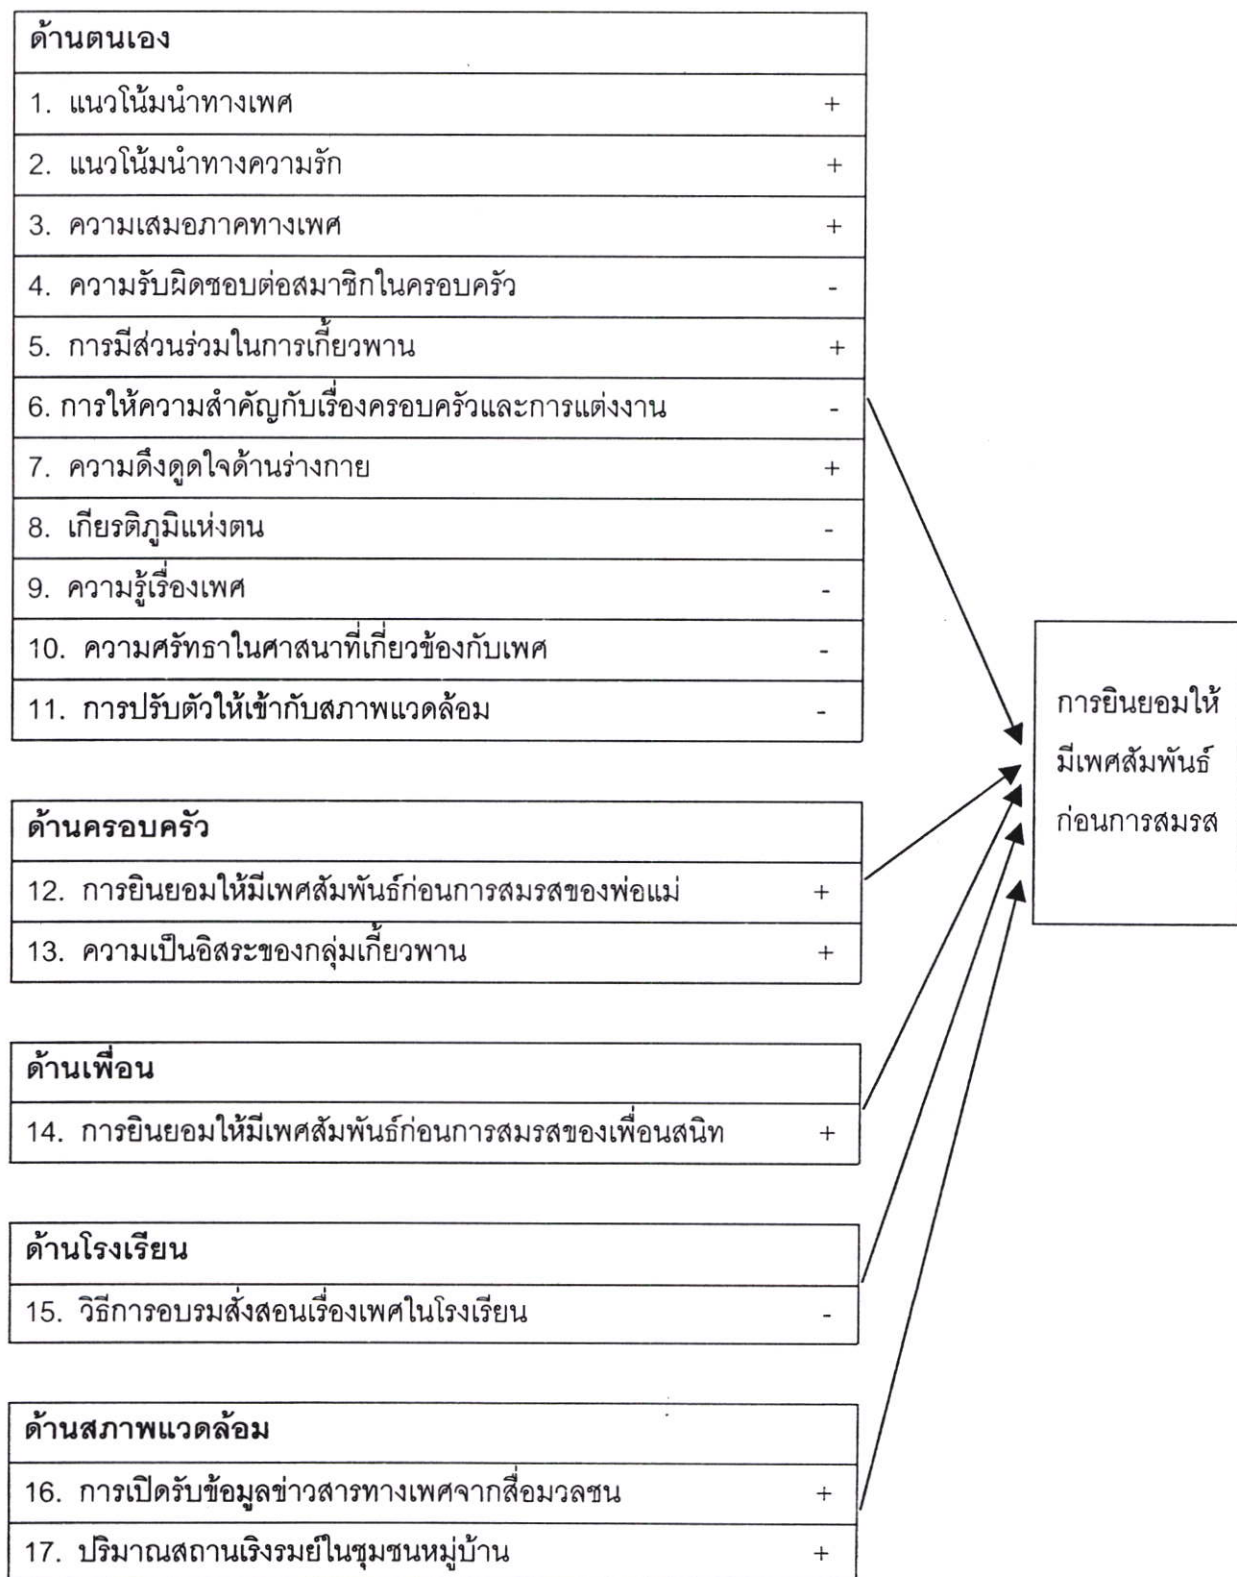 ด้านตนเอง
1. แนวโน้มนำทางเพศ +
2. แนวโน้มนำทางความรัก +
3. ความเสมอภาคทางเพศ +
4. ความรับผิดชอบต่อสมาชิกในครอบครัว -
5. การมีส่วนร่วมในการเกี้ยวพาน +
6. การให้ความสำคัญกับเรื่องครอบครัวและการแต่งงาน -
7. ความดึงดูดใจด้านร่างกาย +
8. เกียรติภูมิแห่งตน -
9. ความรู้เรื่องเพศ -
10. ความศรัทธาในศาสนาที่เกี่ยวข้องกับเพศ -
11. การปรับตัวให้เข้ากับสภาพแวดล้อม -
ด้านครอบครัว
12. การยินยอมให้มีเพศสัมพันธ์ก่อนการสมรสของพ่อแม่ +
13. ความเป็นอิสระของกลุ่มเกี้ยวพาน +
ด้านเพื่อน
14. การยินยอมให้มีเพศสัมพันธ์ก่อนการสมรสของเพื่อนสนิท +
ด้านโรงเรียน
15. วิธีการอบรมสั่งสอนเรื่องเพศในโรงเรียน -
ด้านสภาพแวดล้อม
16. การเปิดรับข้อมูลข่าวสารทางเพศจากสื่อมวลชน +
17. ปริมาณสถานเริงรมย์ในชุมชนหมู่บ้าน +
การยินยอมให้
มีเพศสัมพันธ์
ก่อนการสมรส